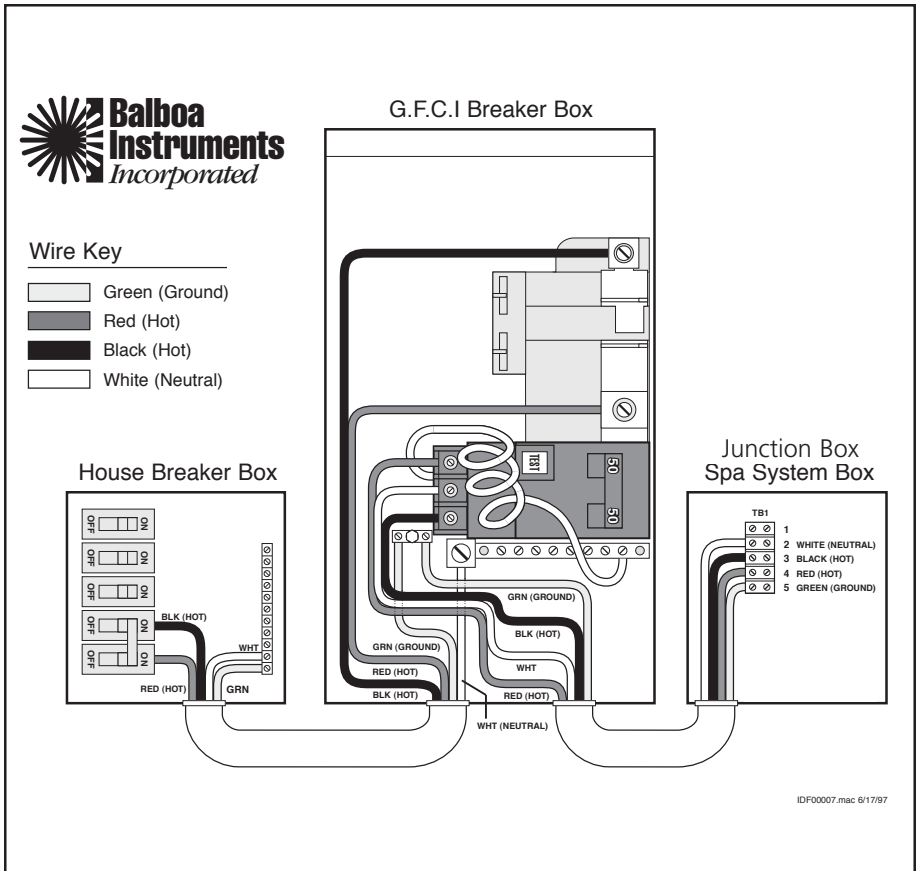 Balboa
Instruments
Incorporated
G.F.C.I Breaker Box
Wire Key
Green (Ground)
Red (Hot)
Black (Hot)
White (Neutral)
House Breaker Box
OFF ON
OFF ON
OFF ON
OFF ON
OFF ON
BLK (HOT)
WHT
RED (HOT)
GRN
TEST
50
50
GRN (GROUND)
BLK (HOT)
GRN (GROUND)
WHT
RED (HOT)
BLK (HOT)
RED (HOT)
WHT (NEUTRAL)
Junction Box
Spa System Box
TB1
1
2 WHITE (NEUTRAL)
3 BLACK (HOT)
4 RED (HOT)
5 GREEN (GROUND)
IDF00007.mac 6/17/97